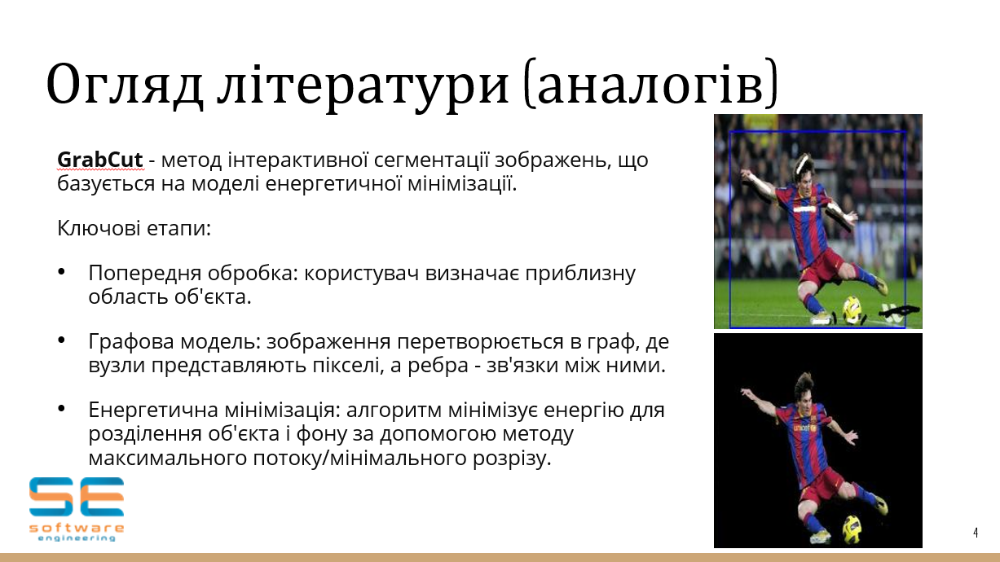 Огляд літератури (аналогів)
GrabCut - метод інтерактивної сегментації зображень, що
базується на моделі енергетичної мінімізації.
Ключові етапи:
• Попередня обробка: користувач визначає приблизну
область об'єкта.
• Графова модель: зображення перетворюється в граф, де
вузли представляють пікселі, а ребра - зв'язки між ними.
• Енергетична мінімізація: алгоритм мінімізує енергію для
розділення об'єкта і фону за допомогою методу
максимального потоку/мінімального розрізу.
unicef
SE
software
engineering
4